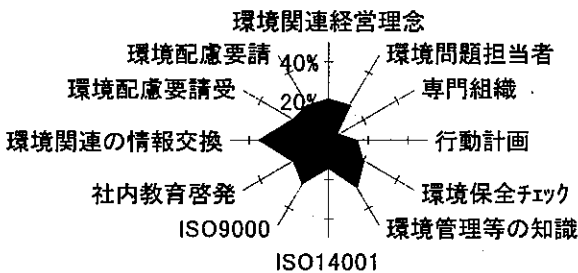 環境関連経営理念
環境配慮要請
40%
環境問題担当者
環境配慮要請受
20%
専門組織
環境関連の情報交換
行動計画
社内教育啓発
環境保全チェック
ISO9000
環境管理等の知識
ISO14001